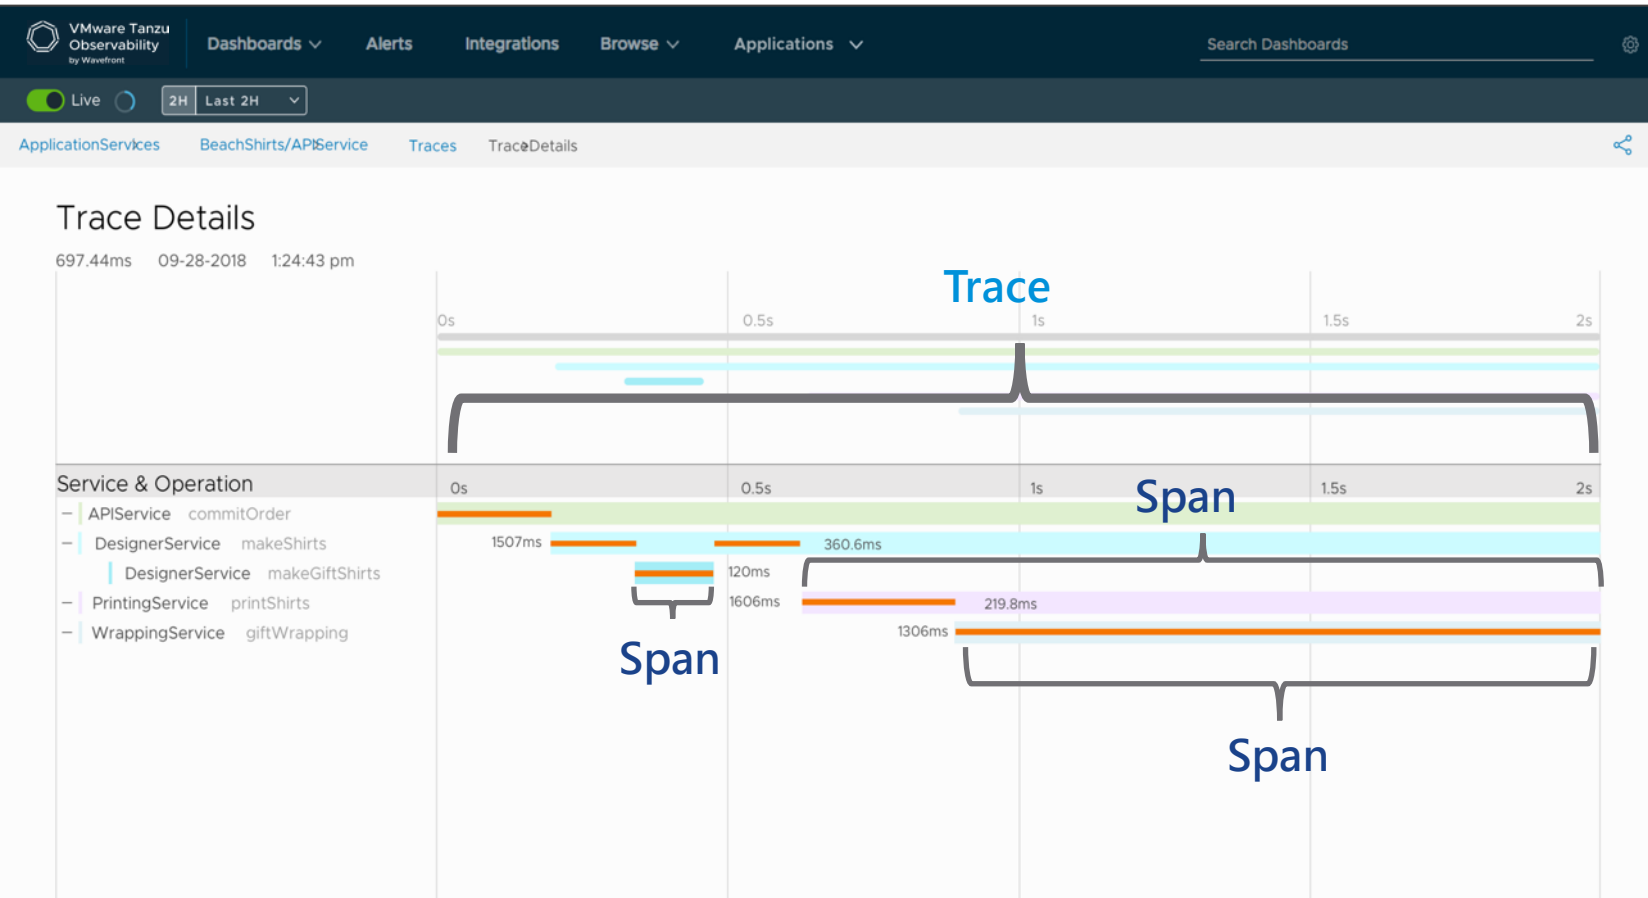 VMware Tanzu
Observability
by Wavefront
Dashboards
Alerts
Integrations
Browse
Applications
Search Dashboards
Live
2H
Last 2H
ApplicationServices
BeachShirts/APIService
Traces
TraceDetails
Trace Details
697.44ms 09-28-2018 1:24:43 pm
Trace
0s 0.5s 1s 1.5s 2s
Service & Operation
0s 0.5s 1s 1.5s 2s
Span
APIService commitOrder
DesignerService makeShirts 1507ms 360.6ms
DesignerService makeGiftShirts 120ms
PrintingService printShirts 1606ms 219.8ms
WrappingService giftWrapping 1306ms
Span
Span